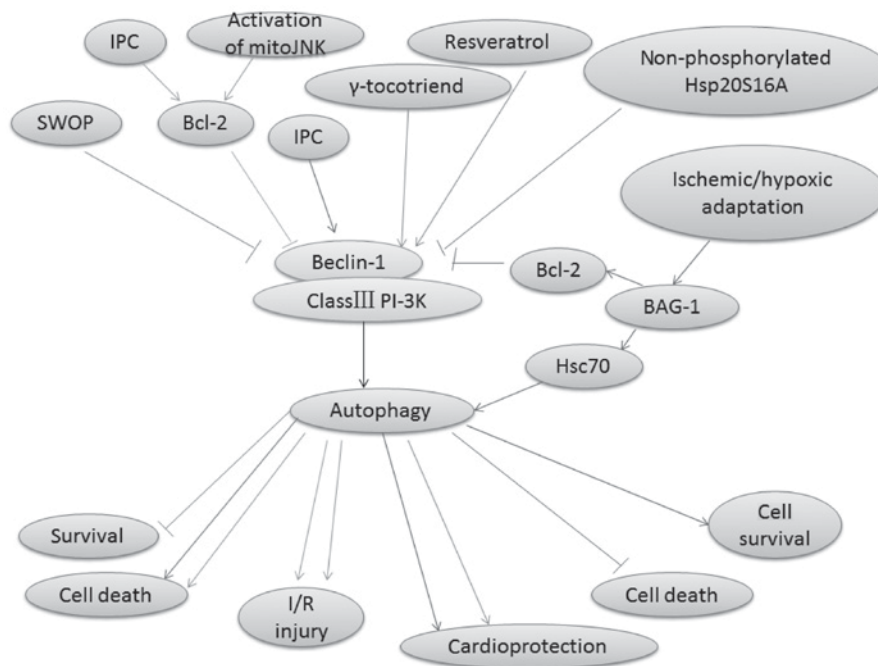 IPC
Activation
of mitoJNK
Resveratrol
Non-phosphorylated
Hsp20S16A
γ-tocotriend
SWOP
Bcl-2
IPC
Ischemic/hypoxic
adaptation
Beclin-1
Bcl-2
ClassⅢ PI-3K
BAG-1
Hsc70
Autophagy
Survival
Cell
survival
Cell death
I/R
injury
Cell death
Cardioprotection